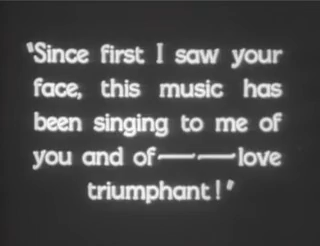 "Since first I saw your
face, this music has
been singing to me of
you and of — — love
triumphant!"